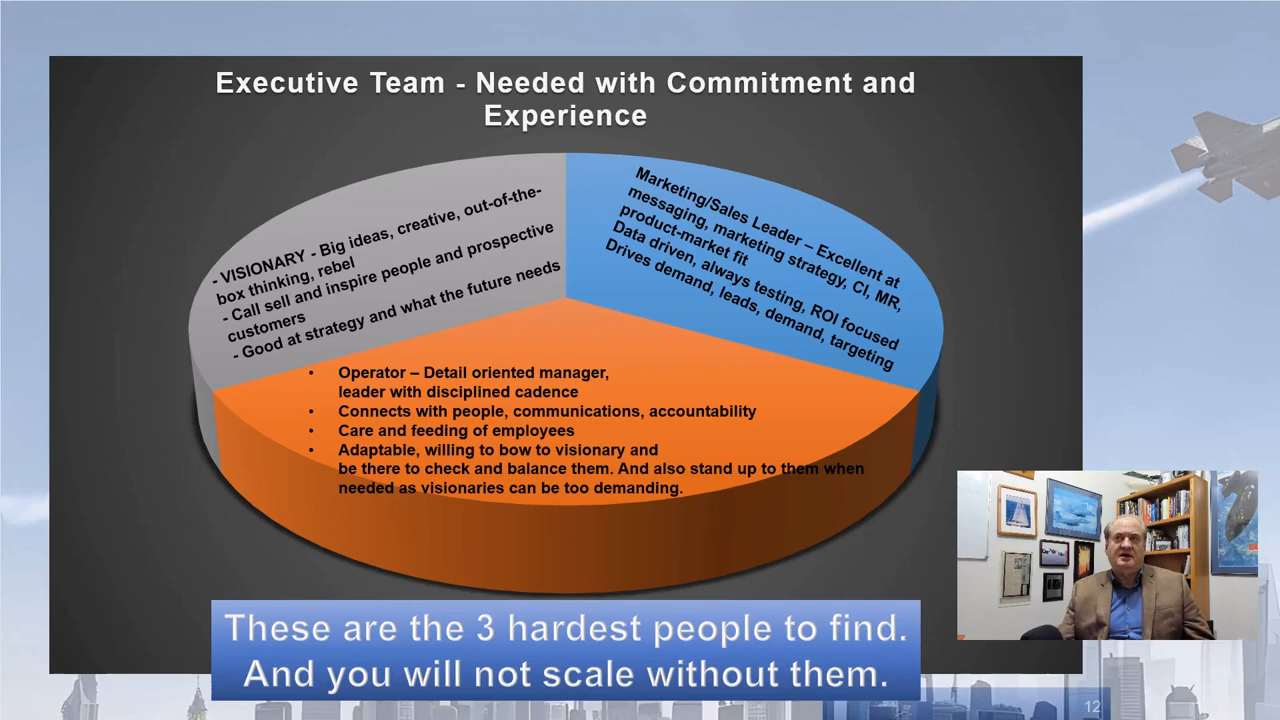 Executive Team - Needed with Commitment and
Experience
- VISIONARY - Big ideas, creative, out-of-the-
box thinking, rebel
- Call sell and inspire people and prospective
customers
- Good at strategy and what the future needs
Marketing/Sales Leader – Excellent at
messaging, marketing strategy, CI, MR,
product-market fit
Data driven, always testing, ROI focused
Drives demand, leads, demand, targeting
• Operator – Detail oriented manager,
leader with disciplined cadence
• Connects with people, communications, accountability
• Care and feeding of employees
• Adaptable, willing to bow to visionary and
be there to check and balance them. And also stand up to them when
needed as visionaries can be too demanding.
These are the 3 hardest people to find.
And you will not scale without them.
12